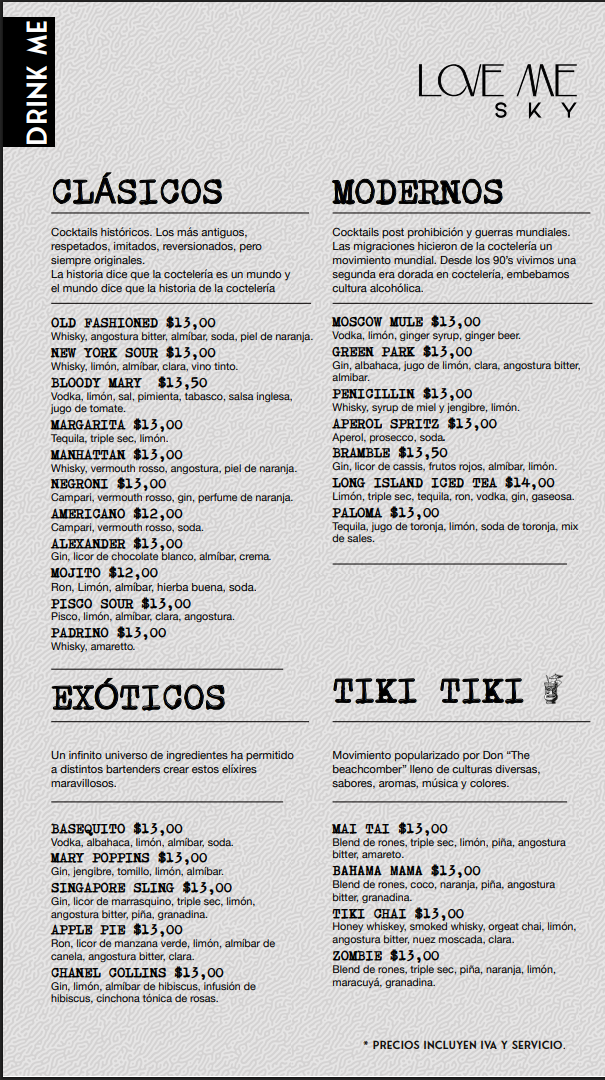 DRINK ME
LOVE ME
SKY
CLÁSICOS
Cocktails históricos. Los más antiguos,
respetados, imitados, reversionados, pero
siempre originales.
La historia dice que la coctelería es un mundo y
el mundo dice que la historia de la coctelería
OLD FASHIONED $13,00
Whisky, angostura bitter, almíbar, soda, piel de naranja.
NEW YORK SOUR $13,00
Whisky, limón, almíbar, clara, vino tinto.
BLOODY MARY $13,50
Vodka, limón, sal, pimienta, tabasco, salsa inglesa,
jugo de tomate.
MARGARITA $13,00
Tequila, triple sec, limón.
MANHATTAN $13,00
Whisky, vermouth rosso, angostura, piel de naranja.
NEGRONI $13,00
Campari, vermouth rosso, gin, perfume de naranja.
AMERICANO $12,00
Campari, vermouth rosso, soda.
ALEXANDER $13,00
Gin, licor de chocolate blanco, almíbar, crema.
MOJITO $12,00
Ron, Limón, almíbar, hierba buena, soda.
PISCO SOUR $13,00
Pisco, limón, almíbar, clara, angostura.
PADRINO $13,00
Whisky, amaretto.
MODERNOS
Cocktails post prohibición y guerras mundiales.
Las migraciones hicieron de la coctelería un
movimiento mundial. Desde los 90's vivimos una
segunda era dorada en coctelería, embebamos
cultura alcohólica.
MOSCOW MULE $13,00
Vodka, limón, ginger syrup, ginger beer.
GREEN PARK $13,00
Gin, albahaca, jugo de limón, clara, angostura bitter,
almibar.
PENICILLIN $13,00
Whisky, syrup de miel y jengibre, limón.
APEROL SPRITZ $13,00
Aperol, prosecco, soda.
BRAMBLE $13,50
Gin, licor de cassis, frutos rojos, almíbar, limón.
LONG ISLAND ICED TEA $14,00
Limón, triple sec, tequila, ron, vodka, gin, gaseosa.
PALOMA $13,00
Tequila, jugo de toronja, limón, soda de toronja, mix
de sales.
EXÓTICOS
Un infinito universo de ingredientes ha permitido
a distintos bartenders crear estos elixires
maravillosos.
BASEQUITO $13,00
Vodka, albahaca, limón, almíbar, soda.
MARY POPPINS $13,00
Gin, jengibre, tomillo, limón, almíbar.
SINGAPORE SLING $13,00
Gin, licor de marrasquino, triple sec, limón,
angostura bitter, piña, granadina.
APPLE PIE $13,00
Ron, licor de manzana verde, limón, almíbar de
canela, angostura bitter, clara.
CHANEL COLLINS $13,00
Gin, limón, almíbar de hibiscus, infusión de
hibiscus, cinchona tónica de rosas.
TIKI TIKI
Movimiento popularizado por Don “The
beachcomber” lleno de culturas diversas,
sabores, aromas, música y colores.
MAI TAI $13,00
Blend de rones, triple sec, limón, piña, angostura
bitter, amareto.
BAHAMA MAMA $13,00
Blend de rones, coco, naranja, piña, angostura
bitter, granadina.
TIKI CHAI $13,00
Honey whiskey, smoked whisky, orgeat chai, limón,
angostura bitter, nuez moscada, clara.
ZOMBIE $13,00
Blend de rones, triple sec, piña, naranja, limón,
maracuyá, granadina.
* PRECIOS INCLUYEN IVA Y SERVICIO.